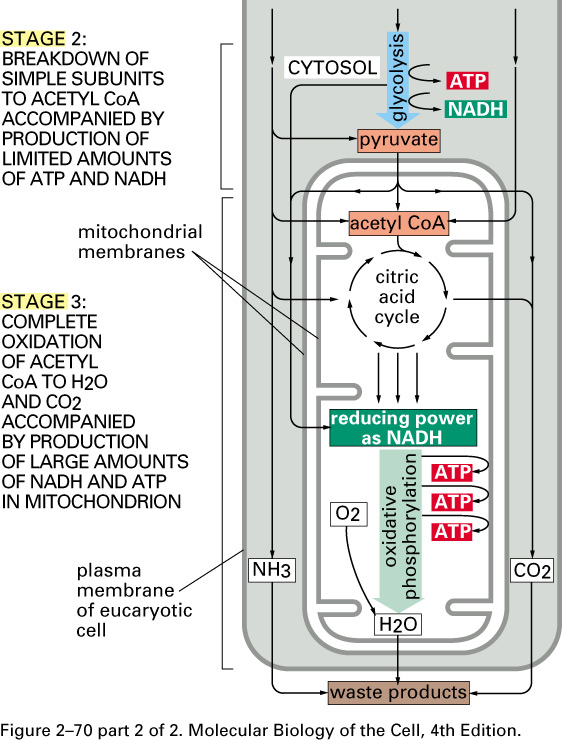 STAGE 2:
BREAKDOWN OF
SIMPLE SUBUNITS
TO ACETYL CoA
ACCOMPANIED BY
PRODUCTION OF
LIMITED AMOUNTS
OF ATP AND NADH
mitochondrial
membranes
STAGE 3:
COMPLETE
OXIDATION
OF ACETYL
CoA TO H2O
AND CO2
ACCOMPANIED
BY PRODUCTION
OF LARGE AMOUNTS
OF NADH AND ATP
IN MITOCHONDRION
plasma
membrane
of eucaryotic
cell
CYTOSOL
glycolysis
ATP
NADH
pyruvate
acetyl CoA
citric
acid
cycle
reducing power
as NADH
oxidative
phosphorylation
ATP
ATP
ATP
O2
NH3
CO2
H2O
waste products
Figure 2–70 part 2 of 2. Molecular Biology of the Cell, 4th Edition.